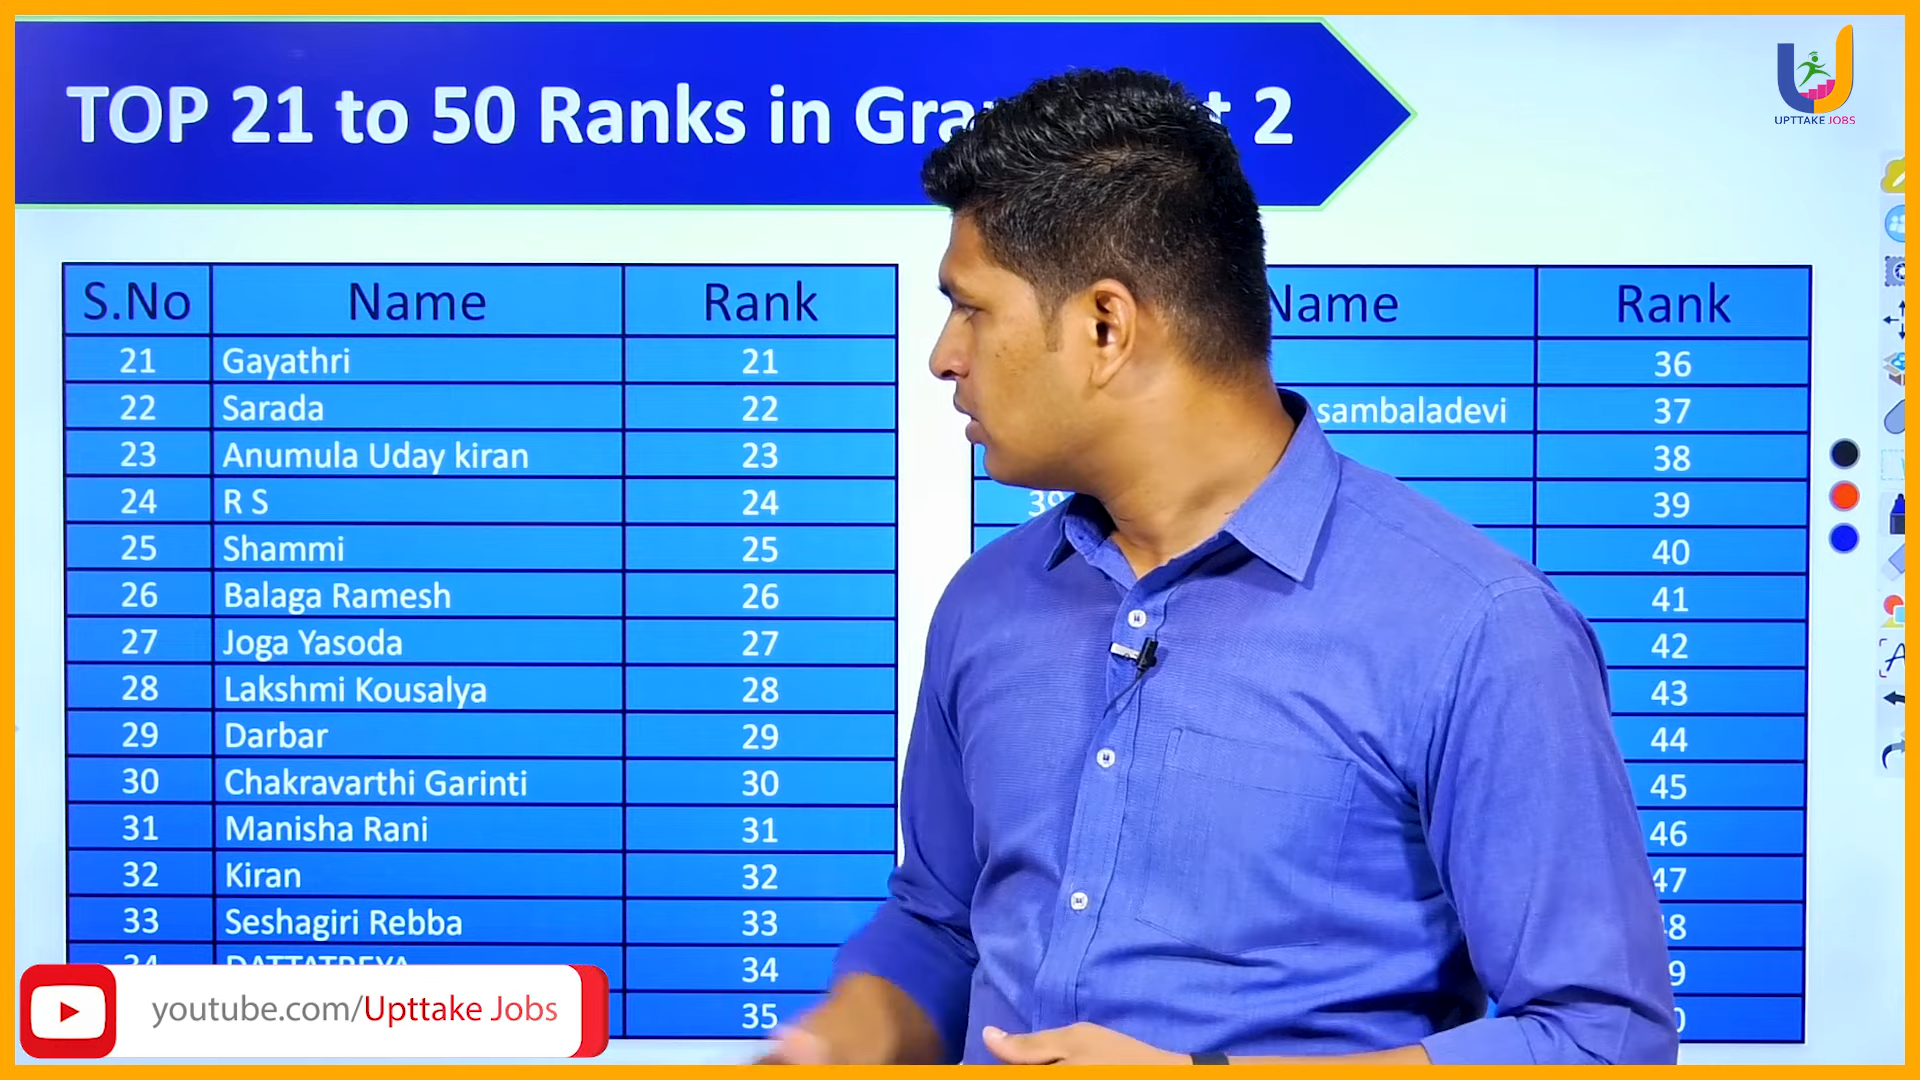 TOP 21 to 50 Ranks in 2
UPTTAKE JOBS
S.No Name Rank
21 Gayathri 21
22 Sarada 22
23 Anumula Uday kiran 23
24 R S 24
25 Shammi 25
26 Balaga Ramesh 26
27 Joga Yasoda 27
28 Lakshmi Kousalya 28
29 Darbar 29
30 Chakravarthi Garinti 30
31 Manisha Rani 31
32 Kiran 32
33 Seshagiri Rebba 33
34 DATTATREYA 34
35
Name Rank
36
sambaladevi 37
38
39 39
40
41
42
43
44
45
46
47
youtube.com/Upttake Jobs